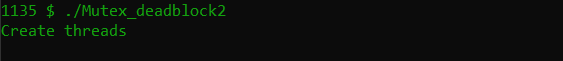 1135 $ ./Mutex_deadblock2
Create threads